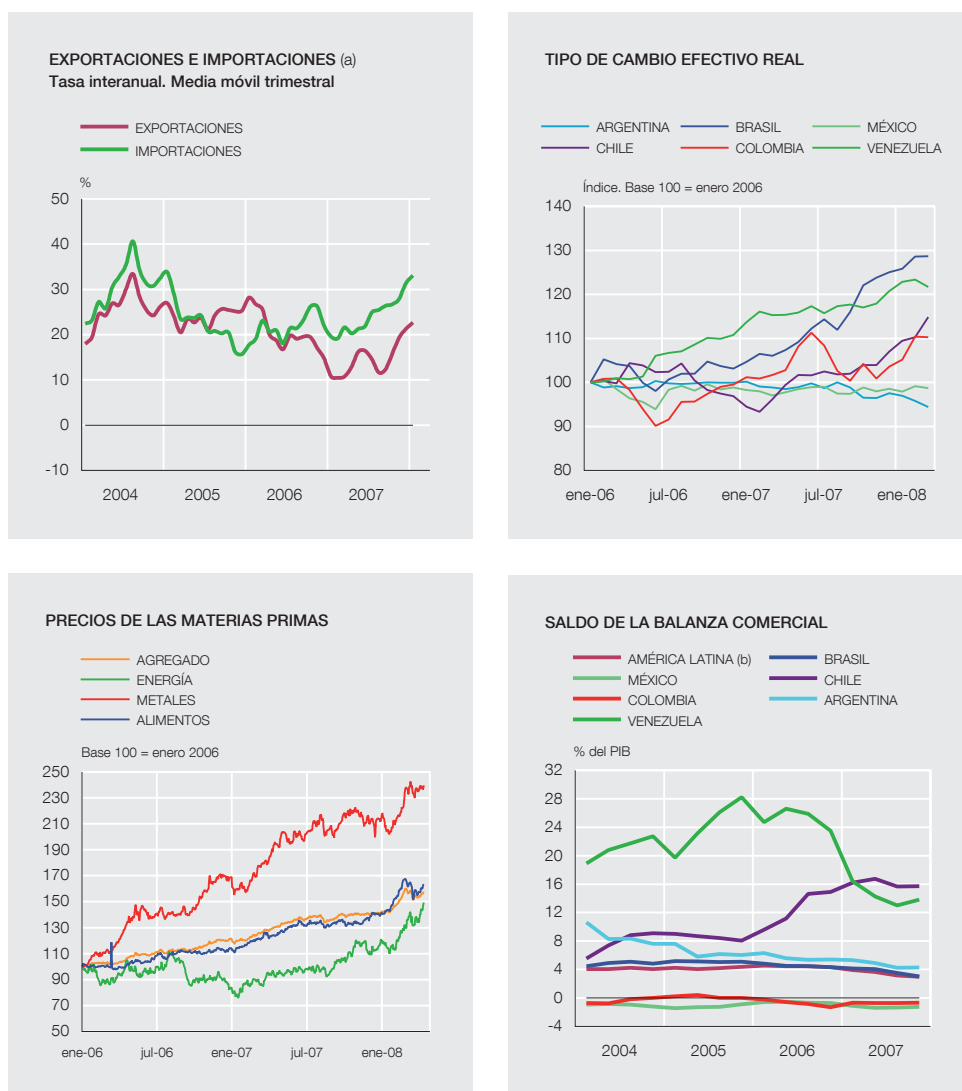 EXPORTACIONES E IMPORTACIONES (a)
Tasa interanual. Media móvil trimestral
EXPORTACIONES
IMPORTACIONES
%
50
40
30
20
10
0
-10
2004 2005 2006 2007
TIPO DE CAMBIO EFECTIVO REAL
ARGENTINA BRASIL MÉXICO
CHILE COLOMBIA VENEZUELA
Índice. Base 100 = enero 2006
140
130
120
110
100
90
80
ene-06 jul-06 ene-07 jul-07 ene-08
PRECIOS DE LAS MATERIAS PRIMAS
AGREGADO
ENERGÍA
METALES
ALIMENTOS
Base 100 = enero 2006
250
230
210
190
170
150
130
110
90
70
50
ene-06 jul-06 ene-07 jul-07 ene-08
SALDO DE LA BALANZA COMERCIAL
AMÉRICA LATINA (b) BRASIL
MÉXICO CHILE
COLOMBIA ARGENTINA
VENEZUELA
% del PIB
32
28
24
20
16
12
8
4
0
-4
2004 2005 2006 2007